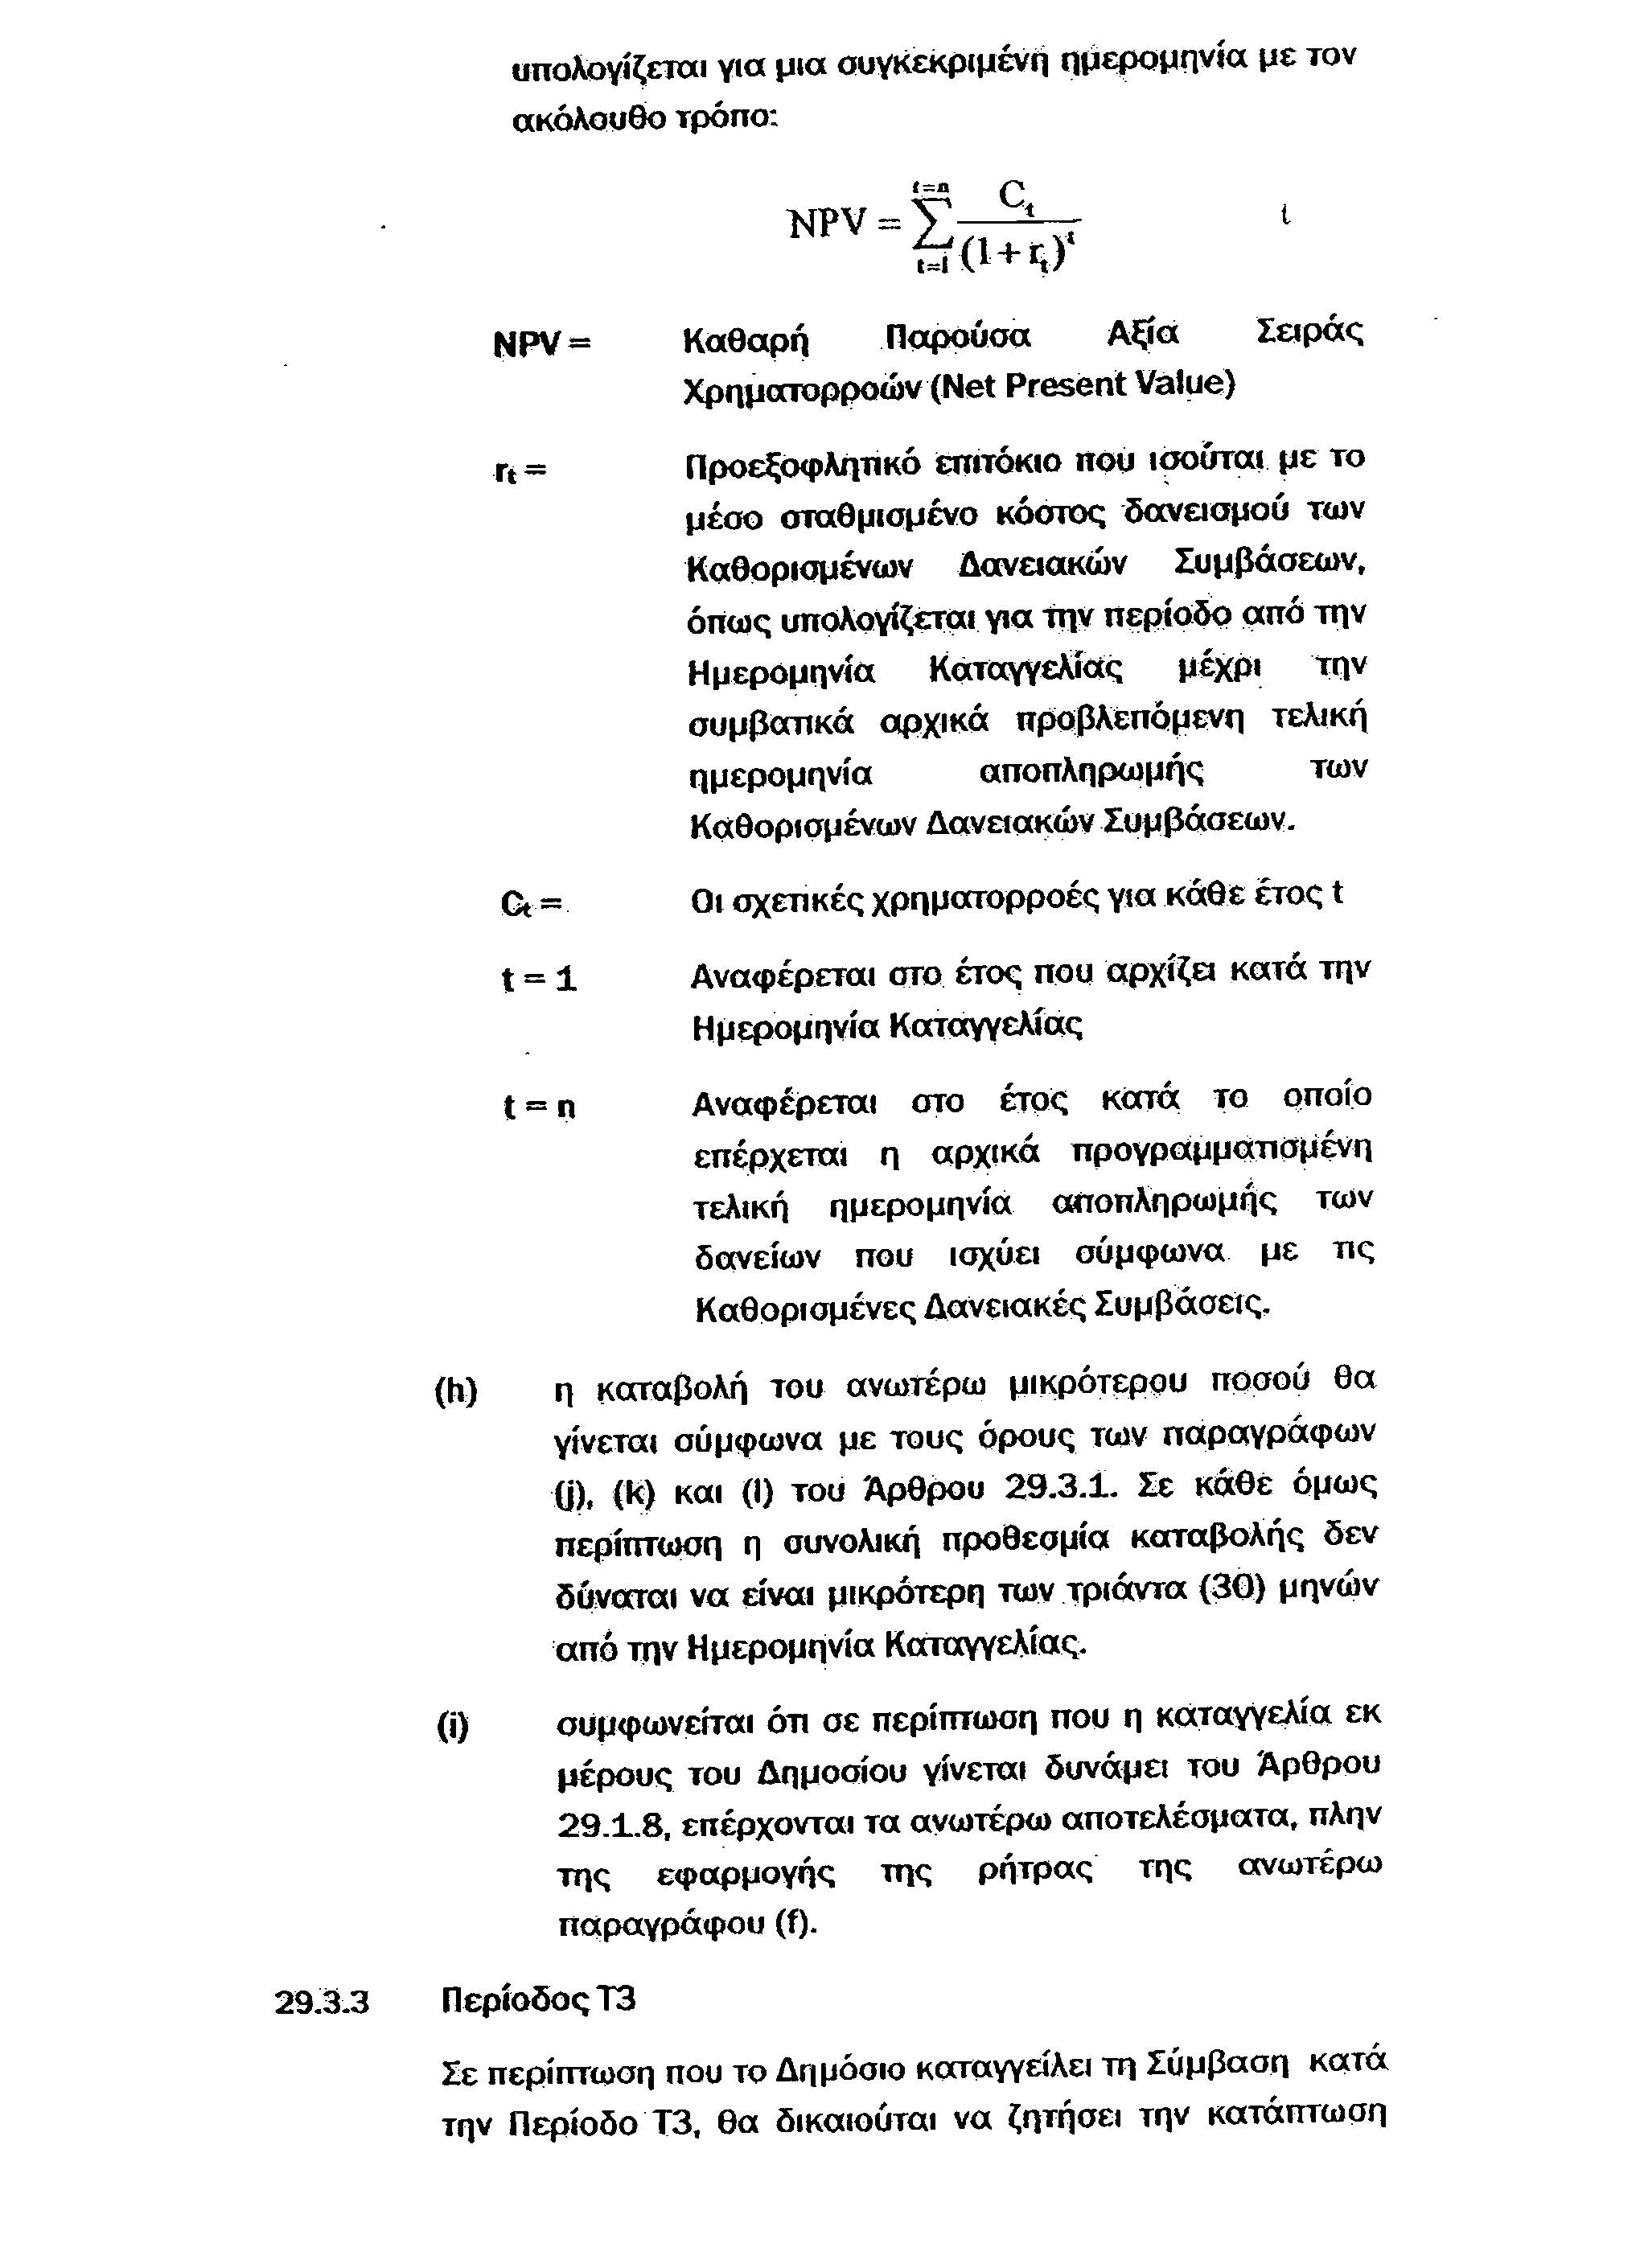 υπολογίζεται για μια συγκεκριμένη ημερομηνία με τον
ακόλουθο τρόπο:
NPV = \sum_{t=1}^{t=n} \frac{C_t}{(1+r_t)^t}
NPV = Καθαρή Παρούσα Αξία Σειράς
Χρηματορροών (Net Present Value)
rt = Προεξοφλητικό επιτόκιο που ισούται με το
μέσο σταθμισμένο κόστος δανεισμού των
Καθορισμένων Δανειακών Συμβάσεων,
όπως υπολογίζεται για την περίοδο από την
Ημερομηνία Καταγγελίας μέχρι την
συμβατικά αρχικά προβλεπόμενη τελική
ημερομηνία αποπληρωμής των
Καθορισμένων Δανειακών Συμβάσεων.
Ct = Οι σχετικές χρηματορροές για κάθε έτος t
t = 1 Αναφέρεται στο έτος που αρχίζει κατά την
Ημερομηνία Καταγγελίας
t = n Αναφέρεται στο έτος κατά το οποίο
επέρχεται η αρχικά προγραμματισμένη
τελική ημερομηνία αποπληρωμής των
δανείων που ισχύει σύμφωνα με τις
Καθορισμένες Δανειακές Συμβάσεις.
(h) η καταβολή του ανωτέρω μικρότερου ποσού θα
γίνεται σύμφωνα με τους όρους των παραγράφων
(j), (k) και (l) του Άρθρου 29.3.1. Σε κάθε όμως
περίπτωση η συνολική προθεσμία καταβολής δεν
δύναται να είναι μικρότερη των τριάντα (30) μηνών
από την Ημερομηνία Καταγγελίας.
(i) συμφωνείται ότι σε περίπτωση που η καταγγελία εκ
μέρους του Δημοσίου γίνεται δυνάμει του Άρθρου
29.1.8, επέρχονται τα ανωτέρω αποτελέσματα, πλην
της εφαρμογής της ρήτρας της ανωτέρω
παραγράφου (f).
29.3.3 Περίοδος Τ3
Σε περίπτωση που το Δημόσιο καταγγείλει τη Σύμβαση κατά
την Περίοδο Τ3, θα δικαιούται να ζητήσει την κατάπτωση